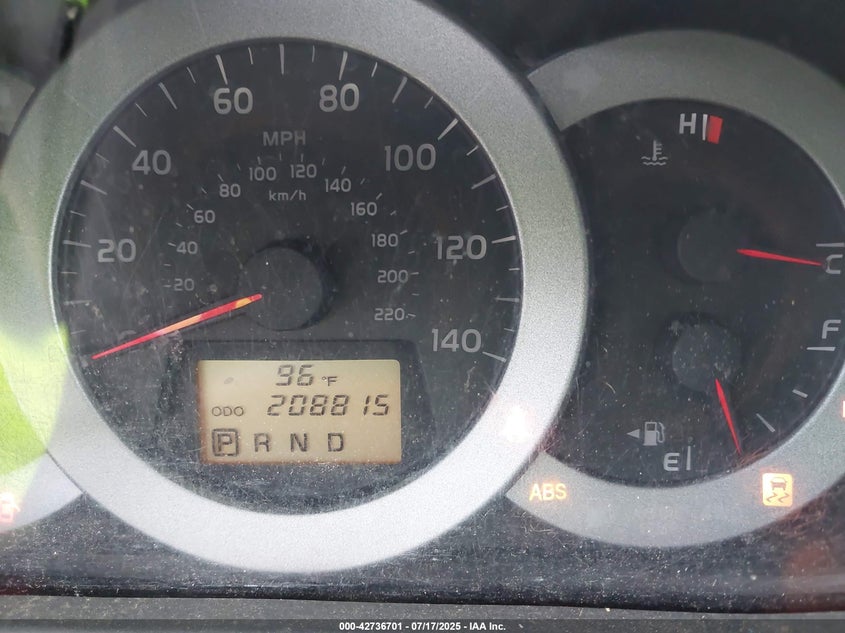 60 80
MPH
40 100
100 120
80 140
km/h
60 160
20 120
40 180
20 200
220
140
96 °F
ODO 208815
P R N D
H
C
F
E
ABS
000-42736701 - 07/17/2025 - IAA Inc.